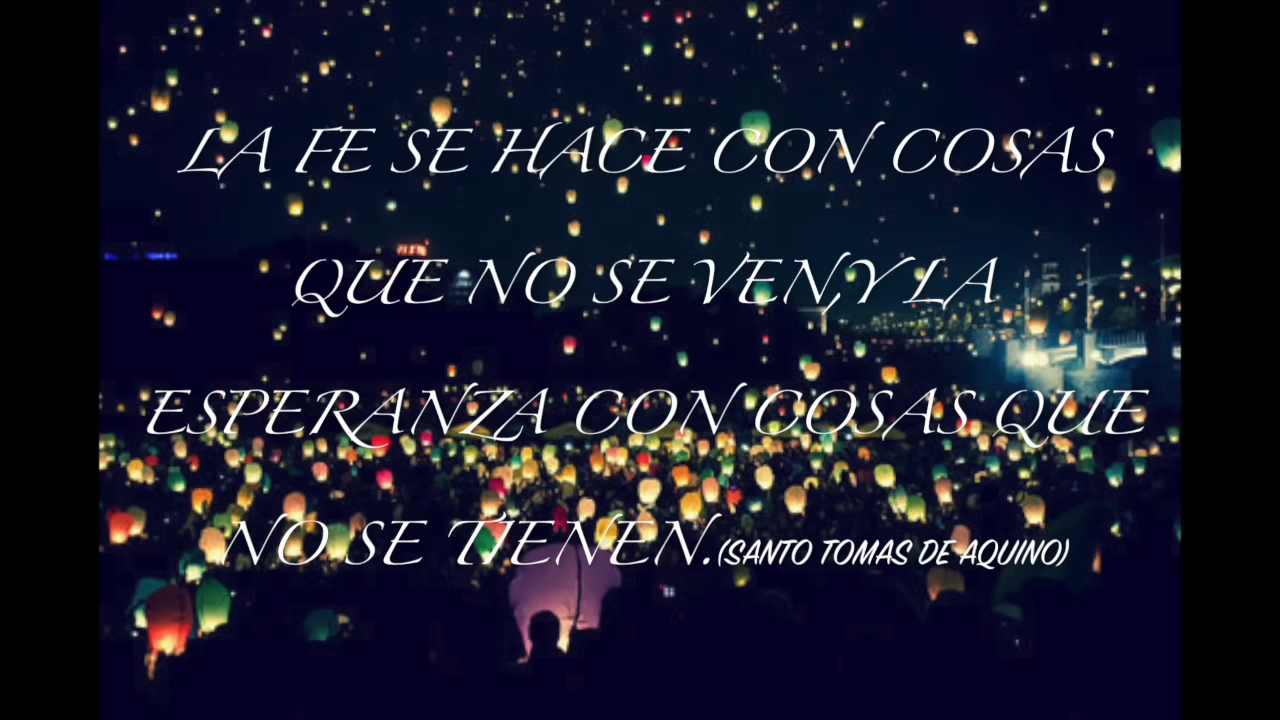 LA FE SE HACE CON COSAS
QUE NO SE VEN,Y LA
ESPERANZA CON COSAS QUE
NO SE TIENEN.(SANTO TOMAS DE AQUINO)